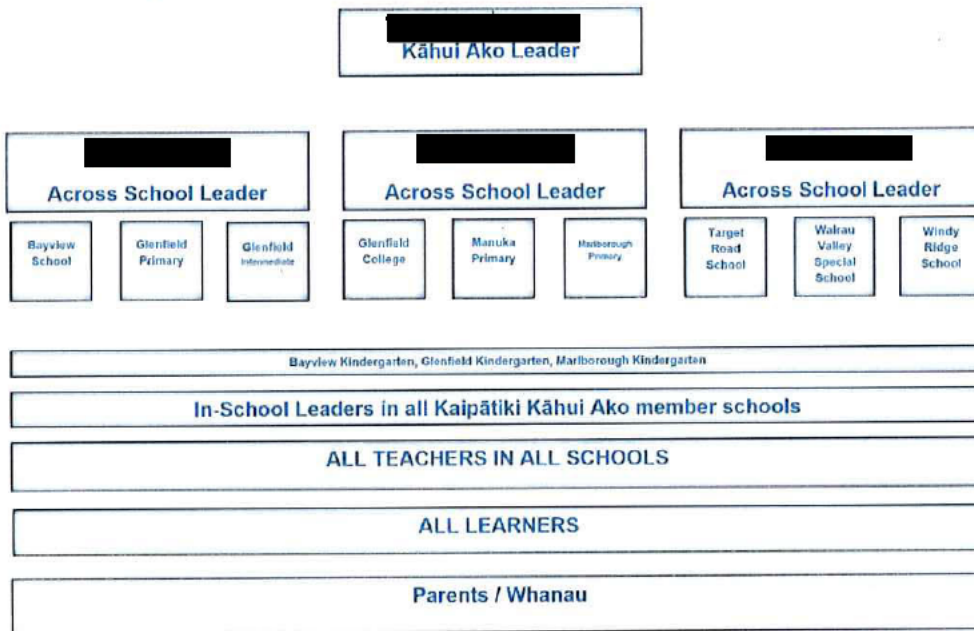 Kāhui Ako Leader
Across School Leader
Bayview
School
Glenfield
Primary
Glenfield
Intermediate
Across School Leader
Glenfield
College
Manuka
Primary
Marlborough
Primary
Across School Leader
Target
Road
School
Wairau
Valley
Special
School
Windy
Ridge
School
Bayview Kindergarten, Glenfield Kindergarten, Marlborough Kindergarten
In-School Leaders in all Kaipātiki Kāhui Ako member schools
ALL TEACHERS IN ALL SCHOOLS
ALL LEARNERS
Parents / Whanau